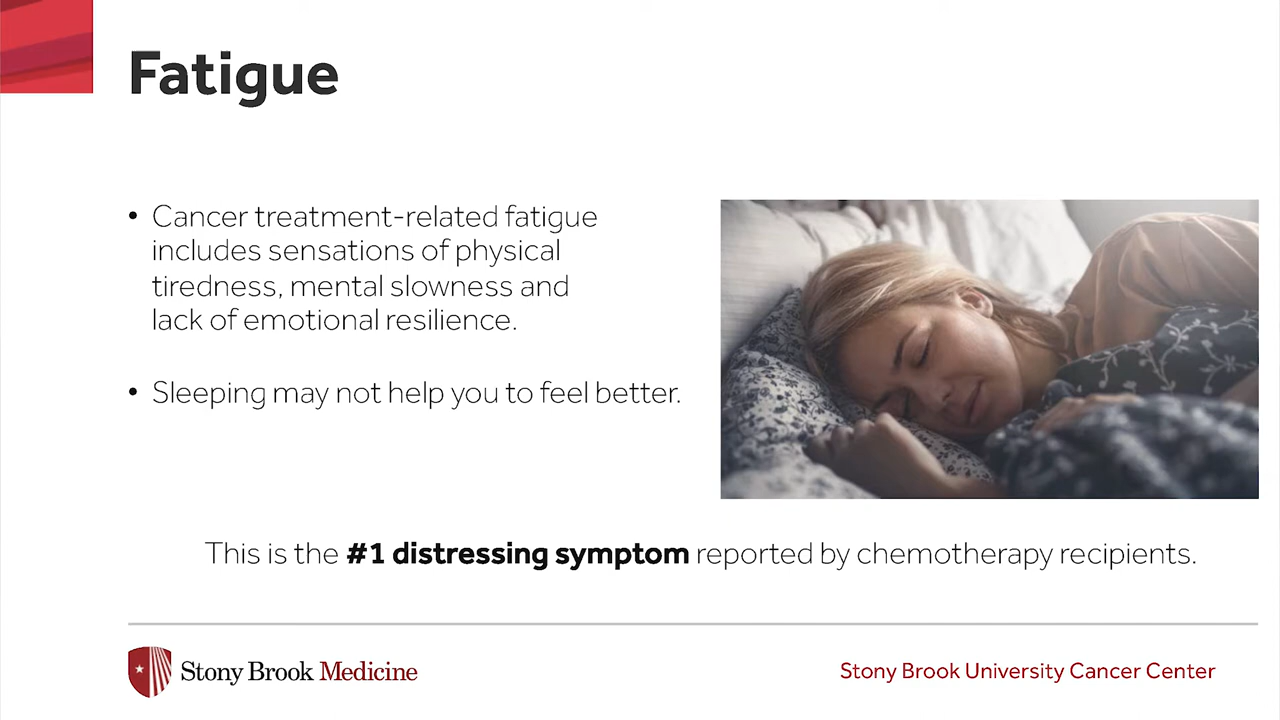 Fatigue
• Cancer treatment-related fatigue
includes sensations of physical
tiredness, mental slowness and
lack of emotional resilience.
• Sleeping may not help you to feel better.
This is the #1 distressing symptom reported by chemotherapy recipients.
Stony Brook Medicine
Stony Brook University Cancer Center